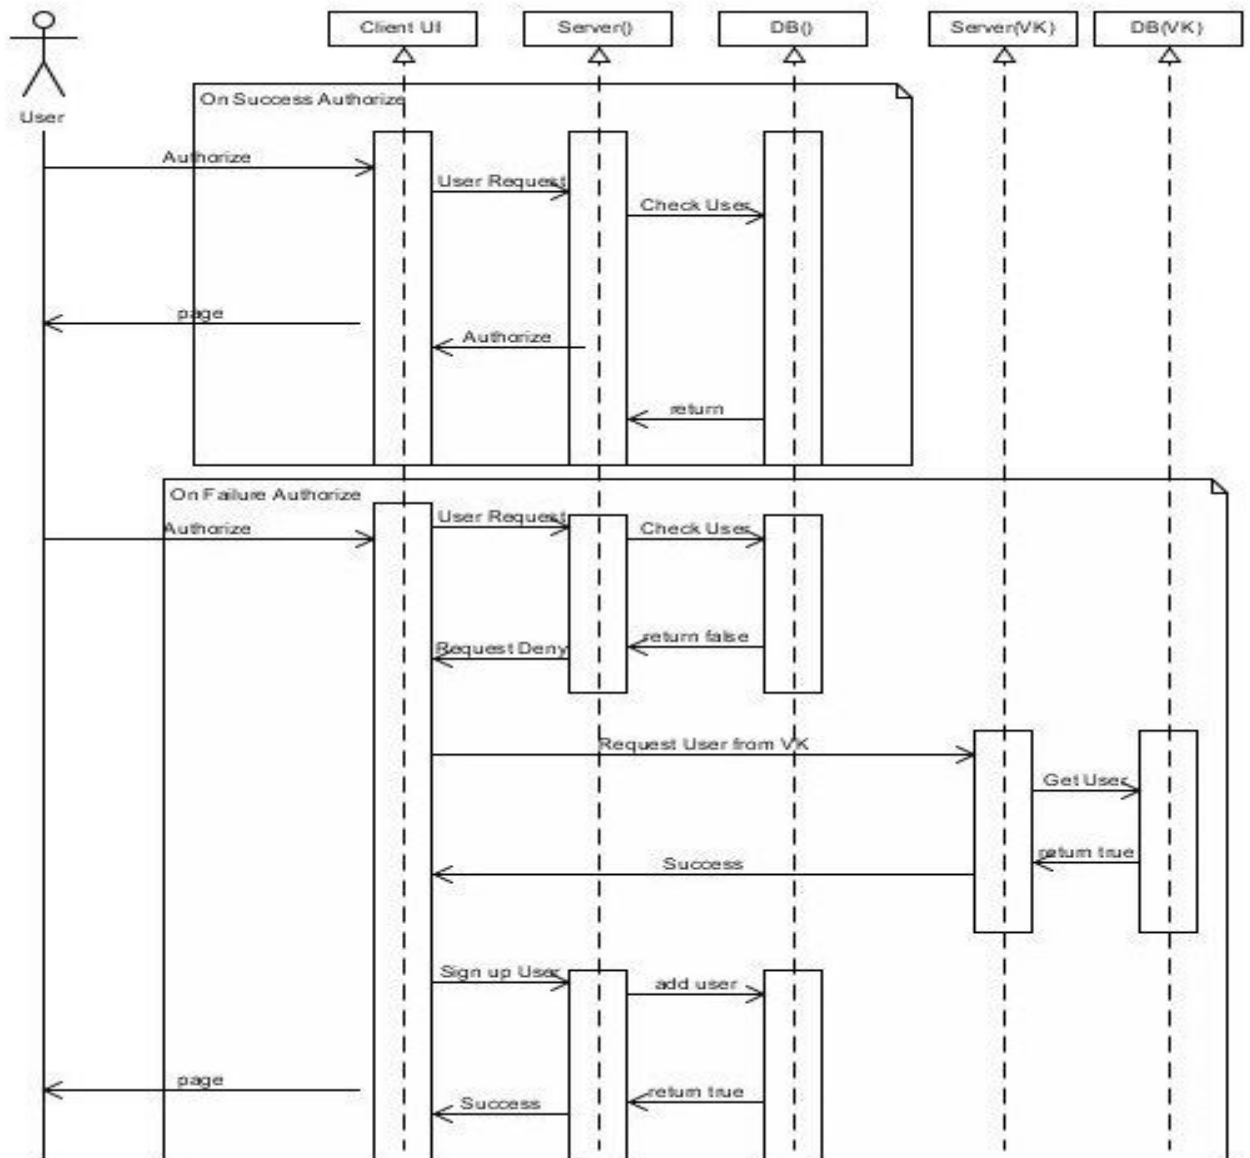 Client UI
Server()
DB()
Server(VK)
DB(VK)
User
On Success Authorize
Authorize
User Request
Check User
page
Authorize
return
On Failure Authorize
User Request
Authorize
Check User
return false
Request Deny
Request User from VK
Get User
return true
Success
Sign up User
add user
page
return true
Success